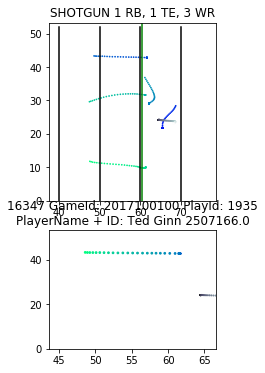 SHOTGUN 1 RB, 1 TE, 3 WR
50
40
30
20
10
0
40 50 60 70
16347 GameId: 2017100100 PlayId: 1935
PlayerName + ID: Ted Ginn 2507166.0
40
20
0
45 50 55 60 65